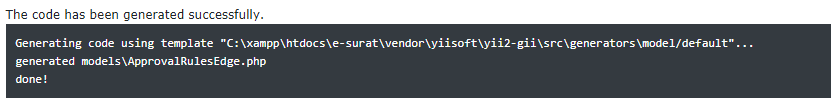 The code has been generated successfully.
Generating code using template "C:\xampp\htdocs\e-surat\vendor\yiisoft\yii2-gii\src\generators\model/default"...
generated models\ApprovalRulesEdge.php
done!